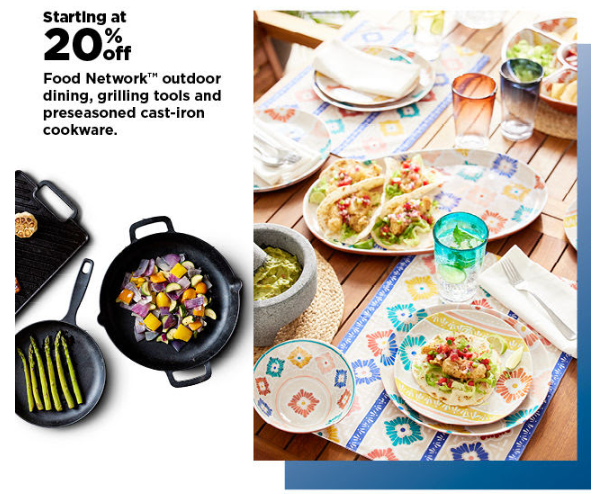 Starting at
20% off
Food Network™ outdoor
dining, grilling tools and
preseasoned cast-iron
cookware.